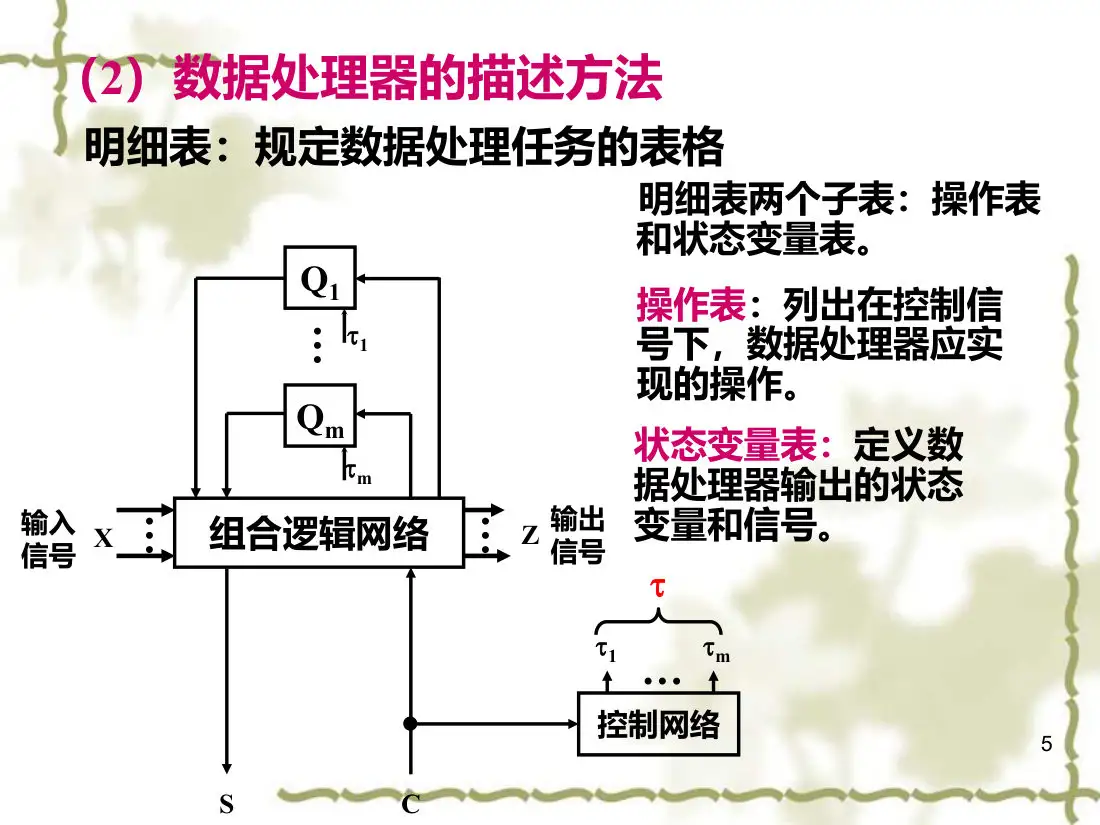 （2）数据处理器的描述方法
明细表：规定数据处理任务的表格
明细表两个子表：操作表
和状态变量表。
操作表：列出在控制信
号下，数据处理器应实
现的操作。
状态变量表：定义数
据处理器输出的状态
变量和信号。
Q1
τ1
Qm
τm
输入
信号
X
组合逻辑网络
Z
输出
信号
τ
τ1
τm
控制网络
S
C
5